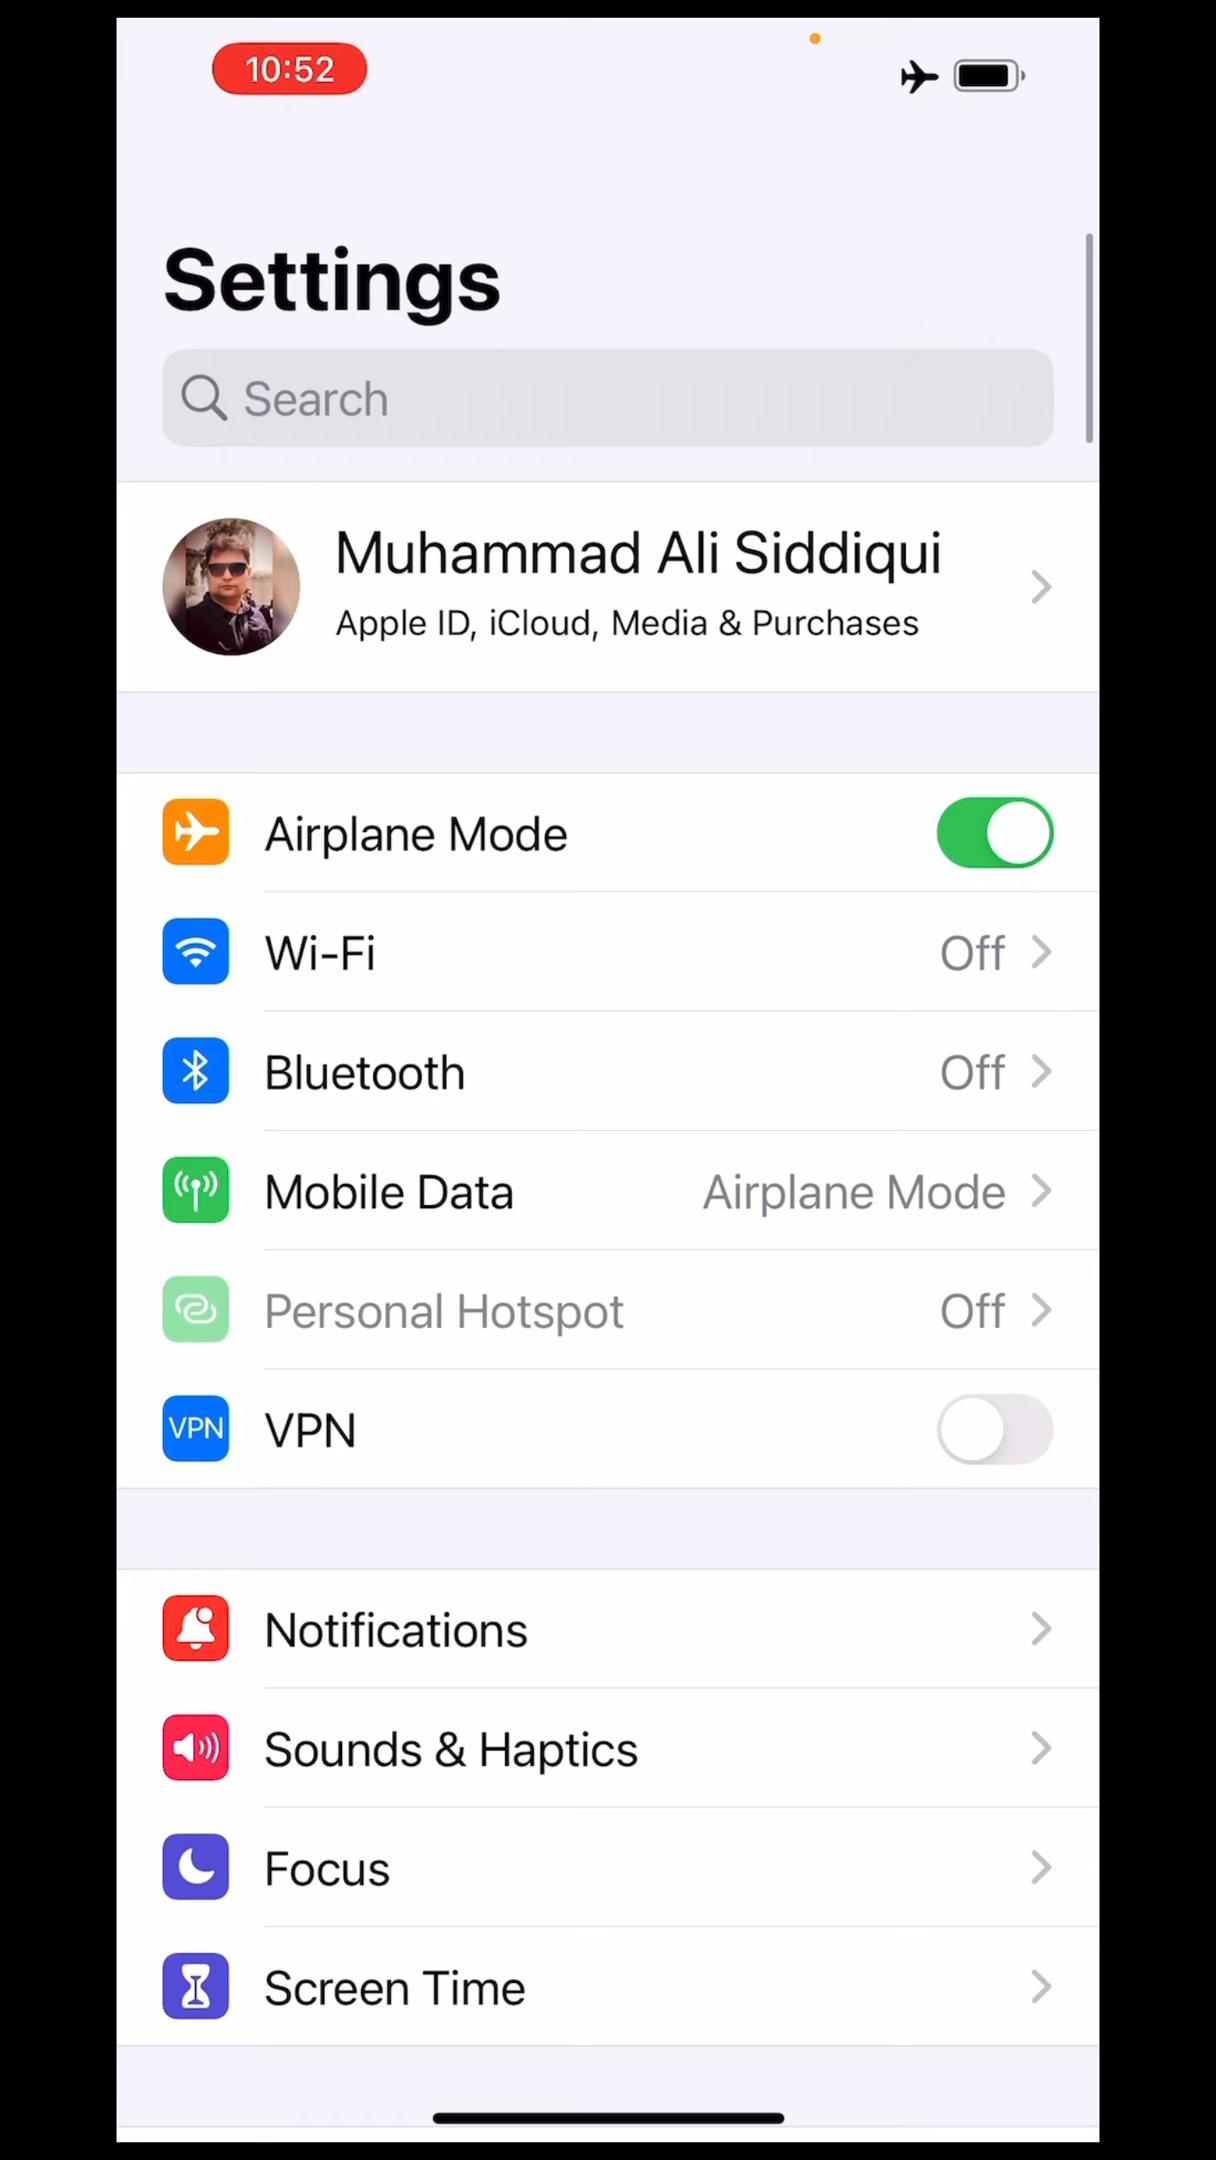 10:52
Settings
Search
Muhammad Ali Siddiqui
Apple ID, iCloud, Media & Purchases
Airplane Mode
Wi-Fi Off
Bluetooth Off
Mobile Data Airplane Mode
Personal Hotspot Off
VPN VPN
Notifications
Sounds & Haptics
Focus
Screen Time